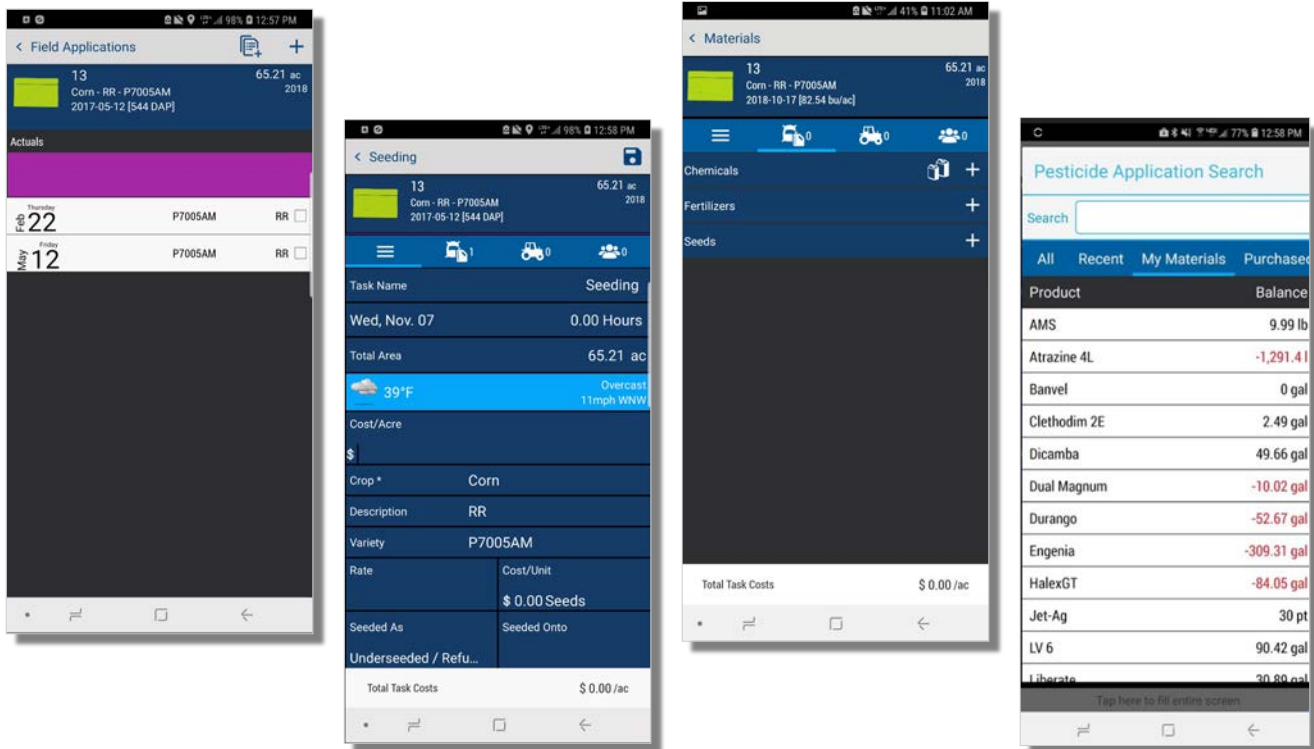 98% 12:57 PM
< Field Applications +
13 65.21 ac
Corn - RR - P7005AM 2018
2017-05-12 [544 DAP]
Actuals
Feb Thursday 22 P7005AM RR
May Friday 12 P7005AM RR
98% 12:58 PM
< Seeding
13 65.21 ac
Corn - RR - P7005AM 2018
2017-05-12 [544 DAP]
1 0 0
Task Name Seeding
Wed, Nov. 07 0.00 Hours
Total Area 65.21 ac
39°F Overcast
11mph WNW
Cost/Acre
$
Crop * Corn
Description RR
Variety P7005AM
Rate Cost/Unit
$ 0.00 Seeds
Seeded As Seeded Onto
Underseeded / Refu...
Total Task Costs $ 0.00 /ac
41% 11:02 AM
< Materials
13 65.21 ac
Corn - RR - P7005AM 2018
2018-10-17 [82.54 bu/ac]
0 0 0
Chemicals +
Fertilizers +
Seeds +
Total Task Costs $ 0.00 /ac
77% 12:58 PM
Pesticide Application Search
Search
All Recent My Materials Purchased
Product Balance
AMS 9.99 lb
Atrazine 4L -1,291.4 l
Banvel 0 gal
Clethodim 2E 2.49 gal
Dicamba 49.66 gal
Dual Magnum -10.02 gal
Durango -52.67 gal
Engenia -309.31 gal
HalexGT -84.05 gal
Jet-Ag 30 pt
LV 6 90.42 gal
Liberate 30.89 gal
Tap here to fill entire screen